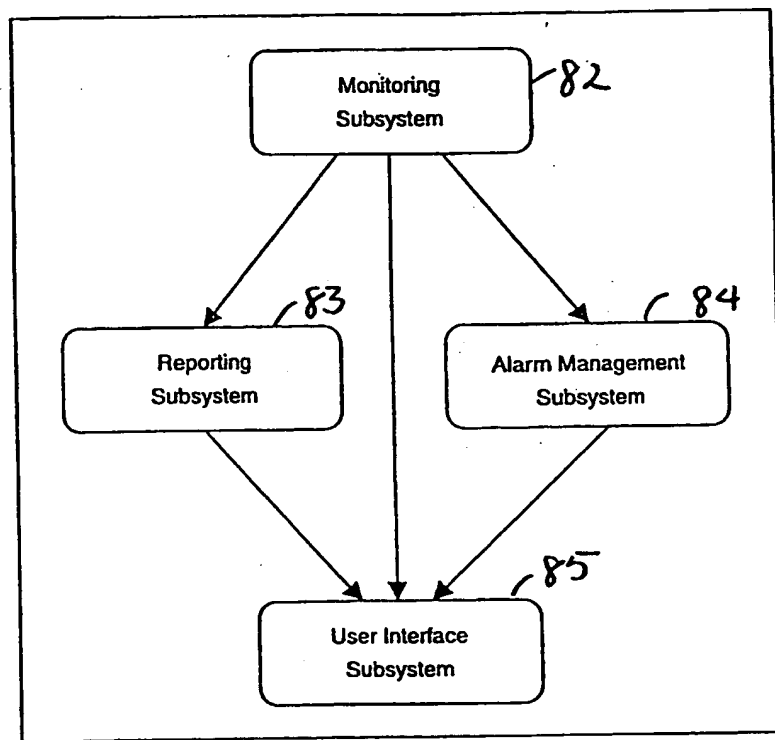 Monitoring
Subsystem
82
83
84
Reporting
Subsystem
Alarm Management
Subsystem
85
User Interface
Subsystem